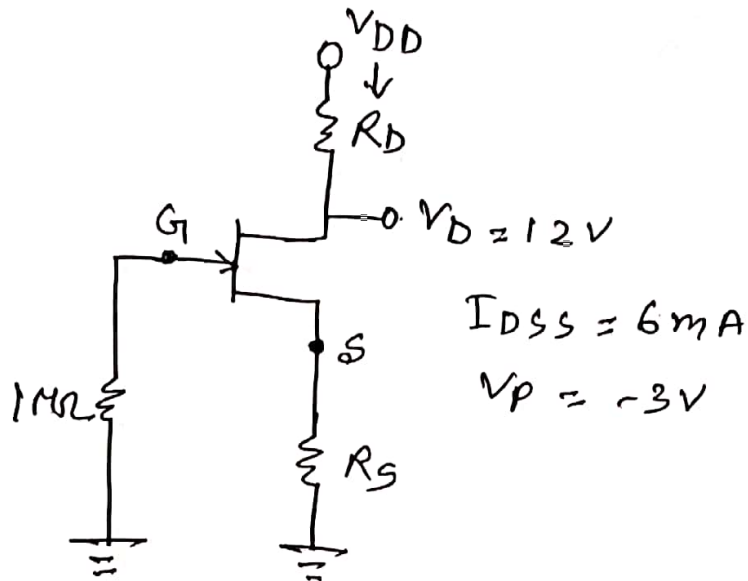 VDD
RD
G
VD = 12V
IDSS = 6mA
S
VP = -3V
1MΩ
RS